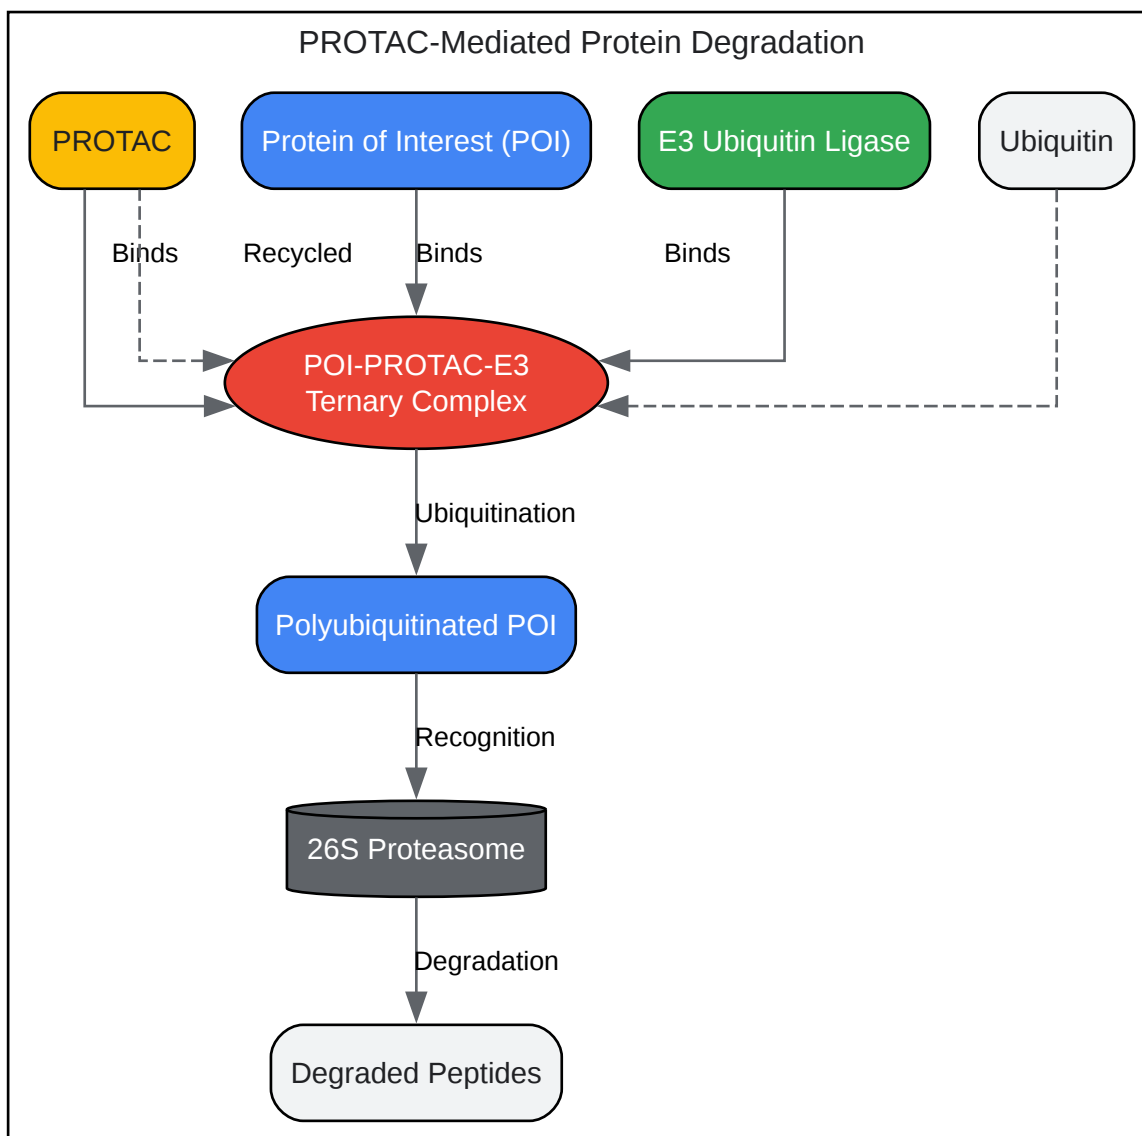 PROTAC-Mediated Protein Degradation
PROTAC
Protein of Interest (POI)
E3 Ubiquitin Ligase
Ubiquitin
Binds
Recycled
Binds
Binds
POI-PROTAC-E3
Ternary Complex
Ubiquitination
Polyubiquitinated POI
Recognition
26S Proteasome
Degradation
Degraded Peptides